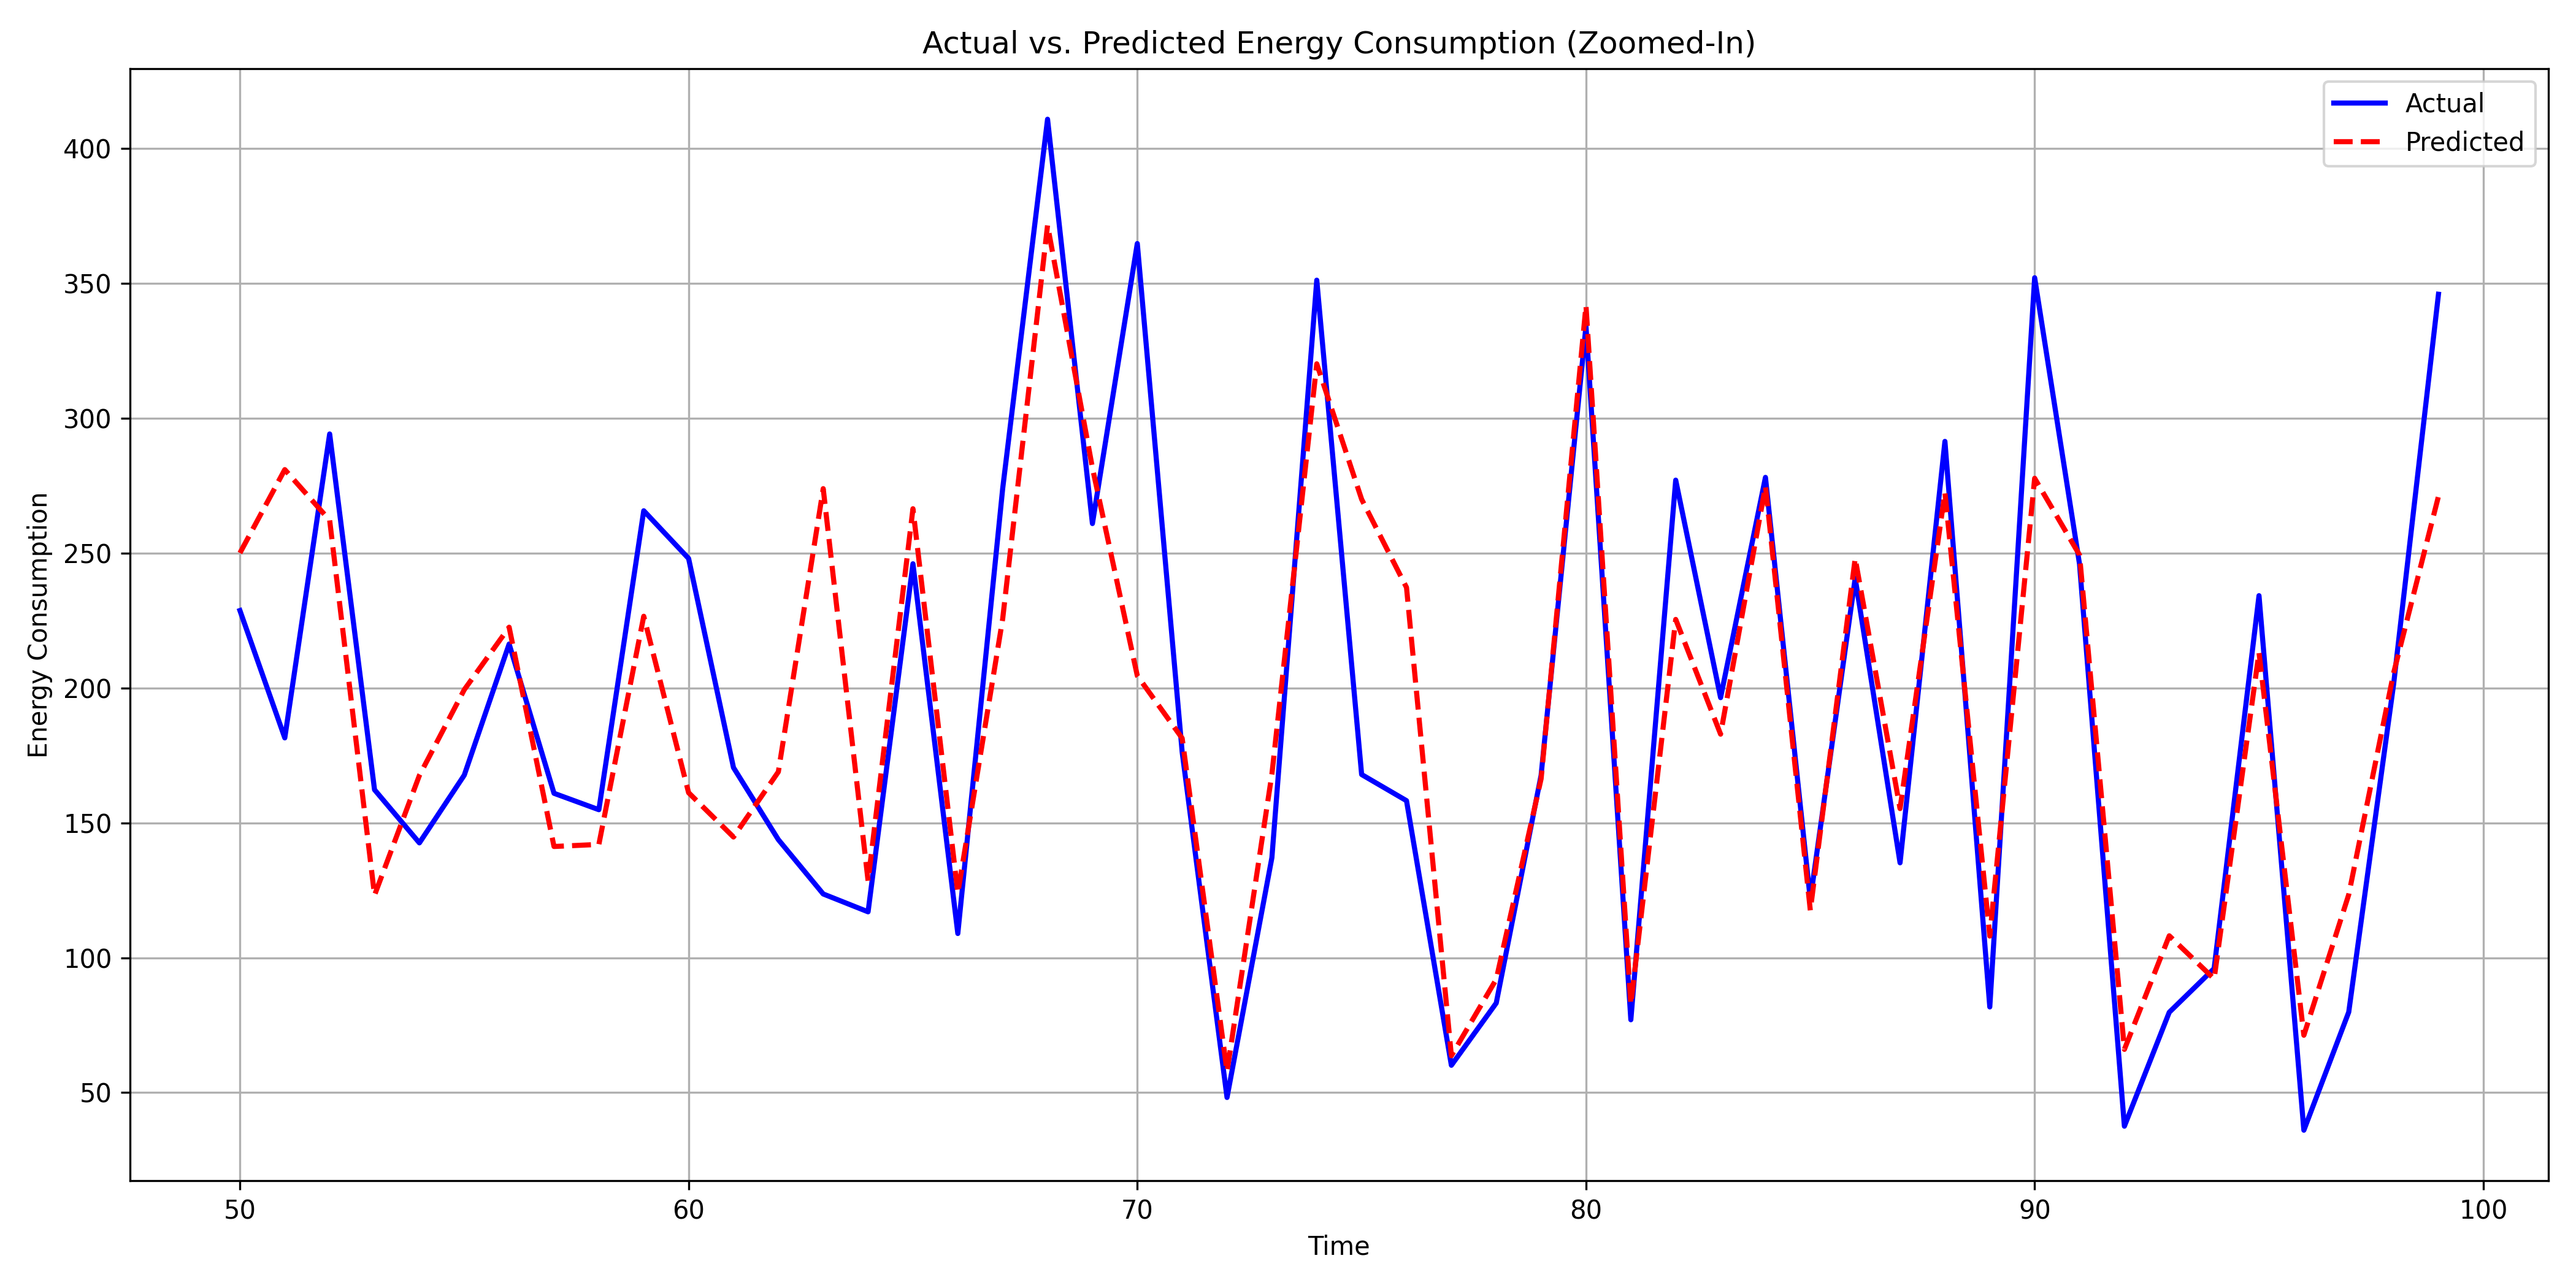 Actual vs. Predicted Energy Consumption (Zoomed-In)
Actual
Predicted
Energy Consumption
400
350
300
250
200
150
100
50
50 60 70 80 90 100
Time